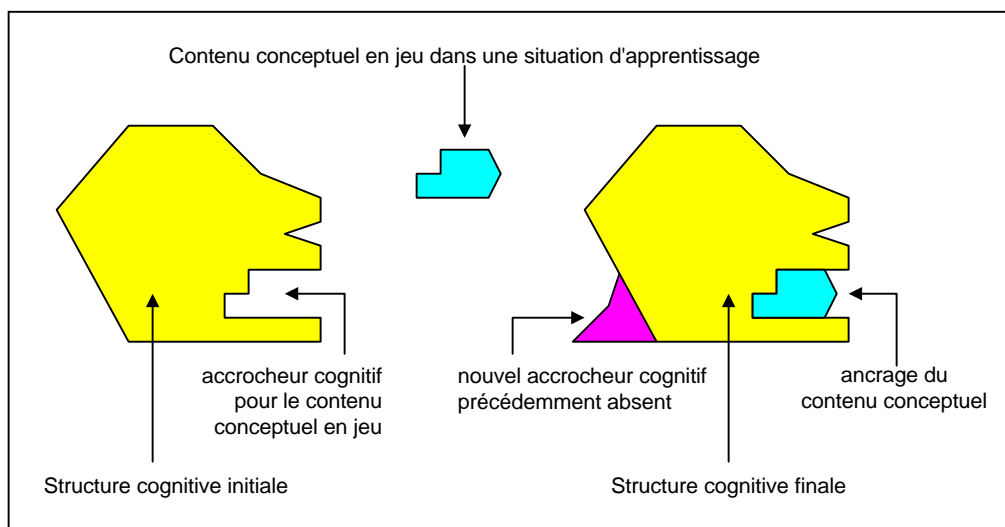 Contenu conceptuel en jeu dans une situation d'apprentissage
accrocheur cognitif
pour le contenu
conceptuel en jeu
nouvel accrocheur cognitif
précédemment absent
ancrage du
contenu conceptuel
Structure cognitive initiale
Structure cognitive finale